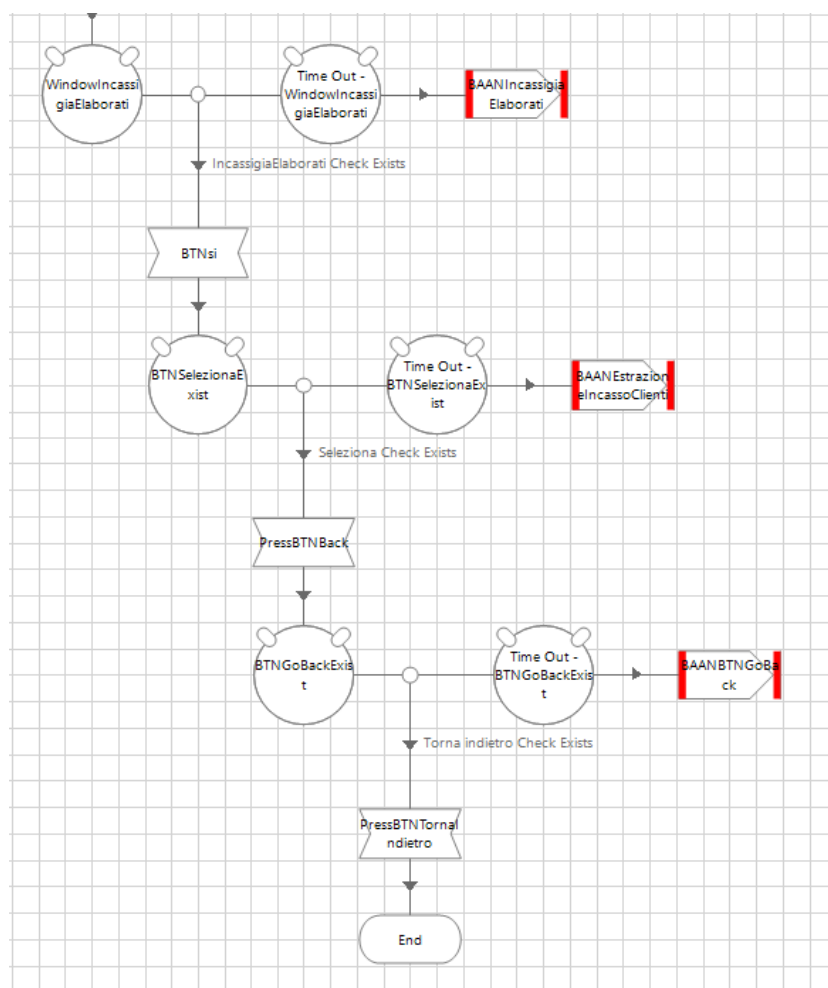 WindowIncassi
giaElaborati
Time Out -
WindowIncassi
giaElaborati
BAANIncassigia
Elaborati
IncassigiaElaborati Check Exists
BTNsi
BTNSelezionaE
xist
Time Out -
BTNSelezionaEx
ist
BAANEstrazion
eIncassoClienti
Seleziona Check Exists
PressBTNBack
BTNGoBackExis
t
Time Out -
BTNGoBackExis
t
BAANBTNGoBa
ck
Torna indietro Check Exists
PressBTNTornaI
ndietro
End